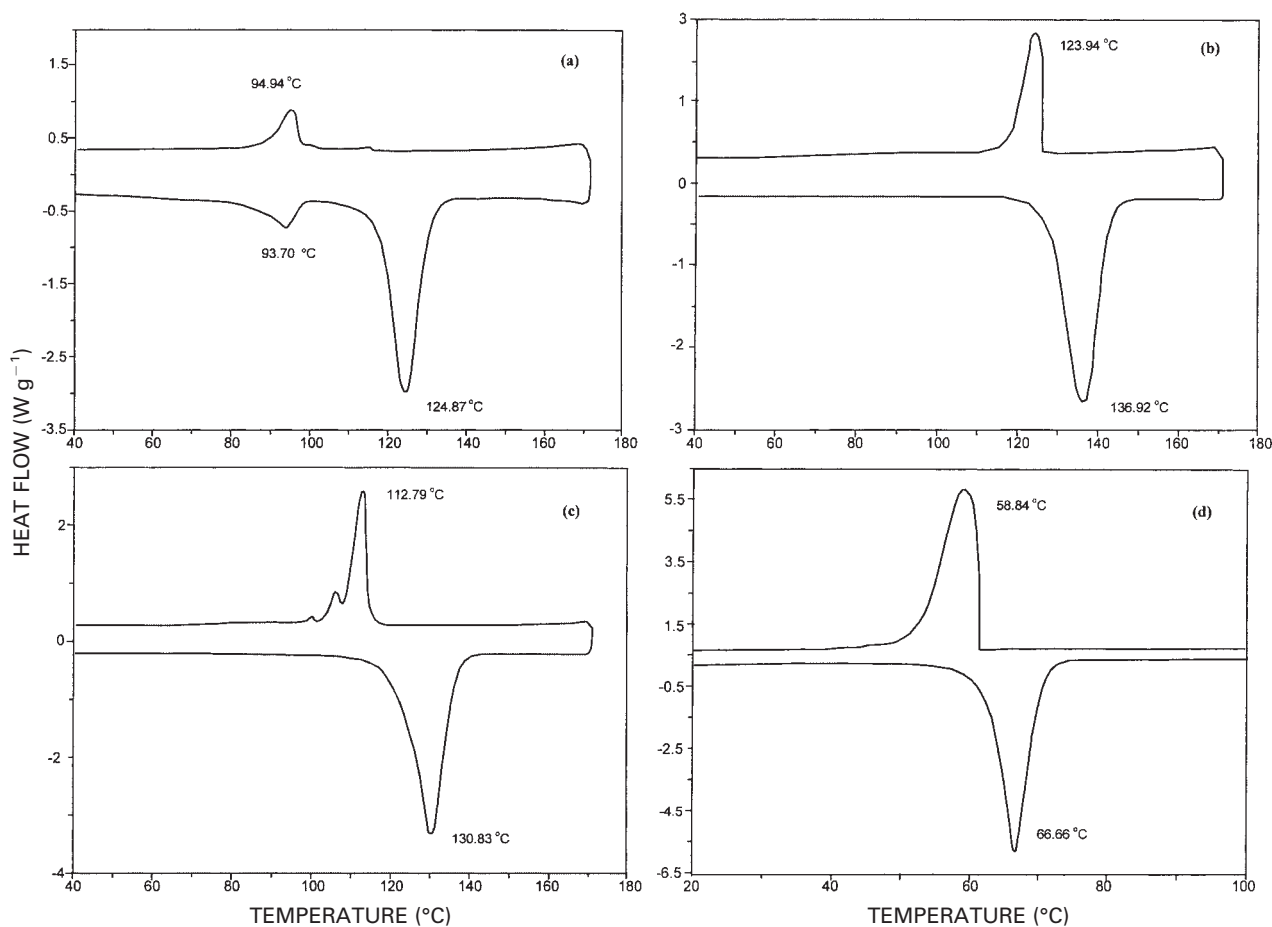 HEAT FLOW (W g⁻¹)
(a)
1.5
0.5
-0.5
-1.5
-2.5
-3.5
94.94 °C
93.70 °C
124.87 °C
40 60 80 100 120 140 160 180
(b)
3
2
1
0
-1
-2
-3
123.94 °C
136.92 °C
40 60 80 100 120 140 160 180
(c)
2
0
-2
-4
112.79 °C
130.83 °C
40 60 80 100 120 140 160 180
TEMPERATURE (°C)
(d)
5.5
3.5
1.5
-0.5
-2.5
-4.5
-6.5
58.84 °C
66.66 °C
20 40 60 80 100
TEMPERATURE (°C)